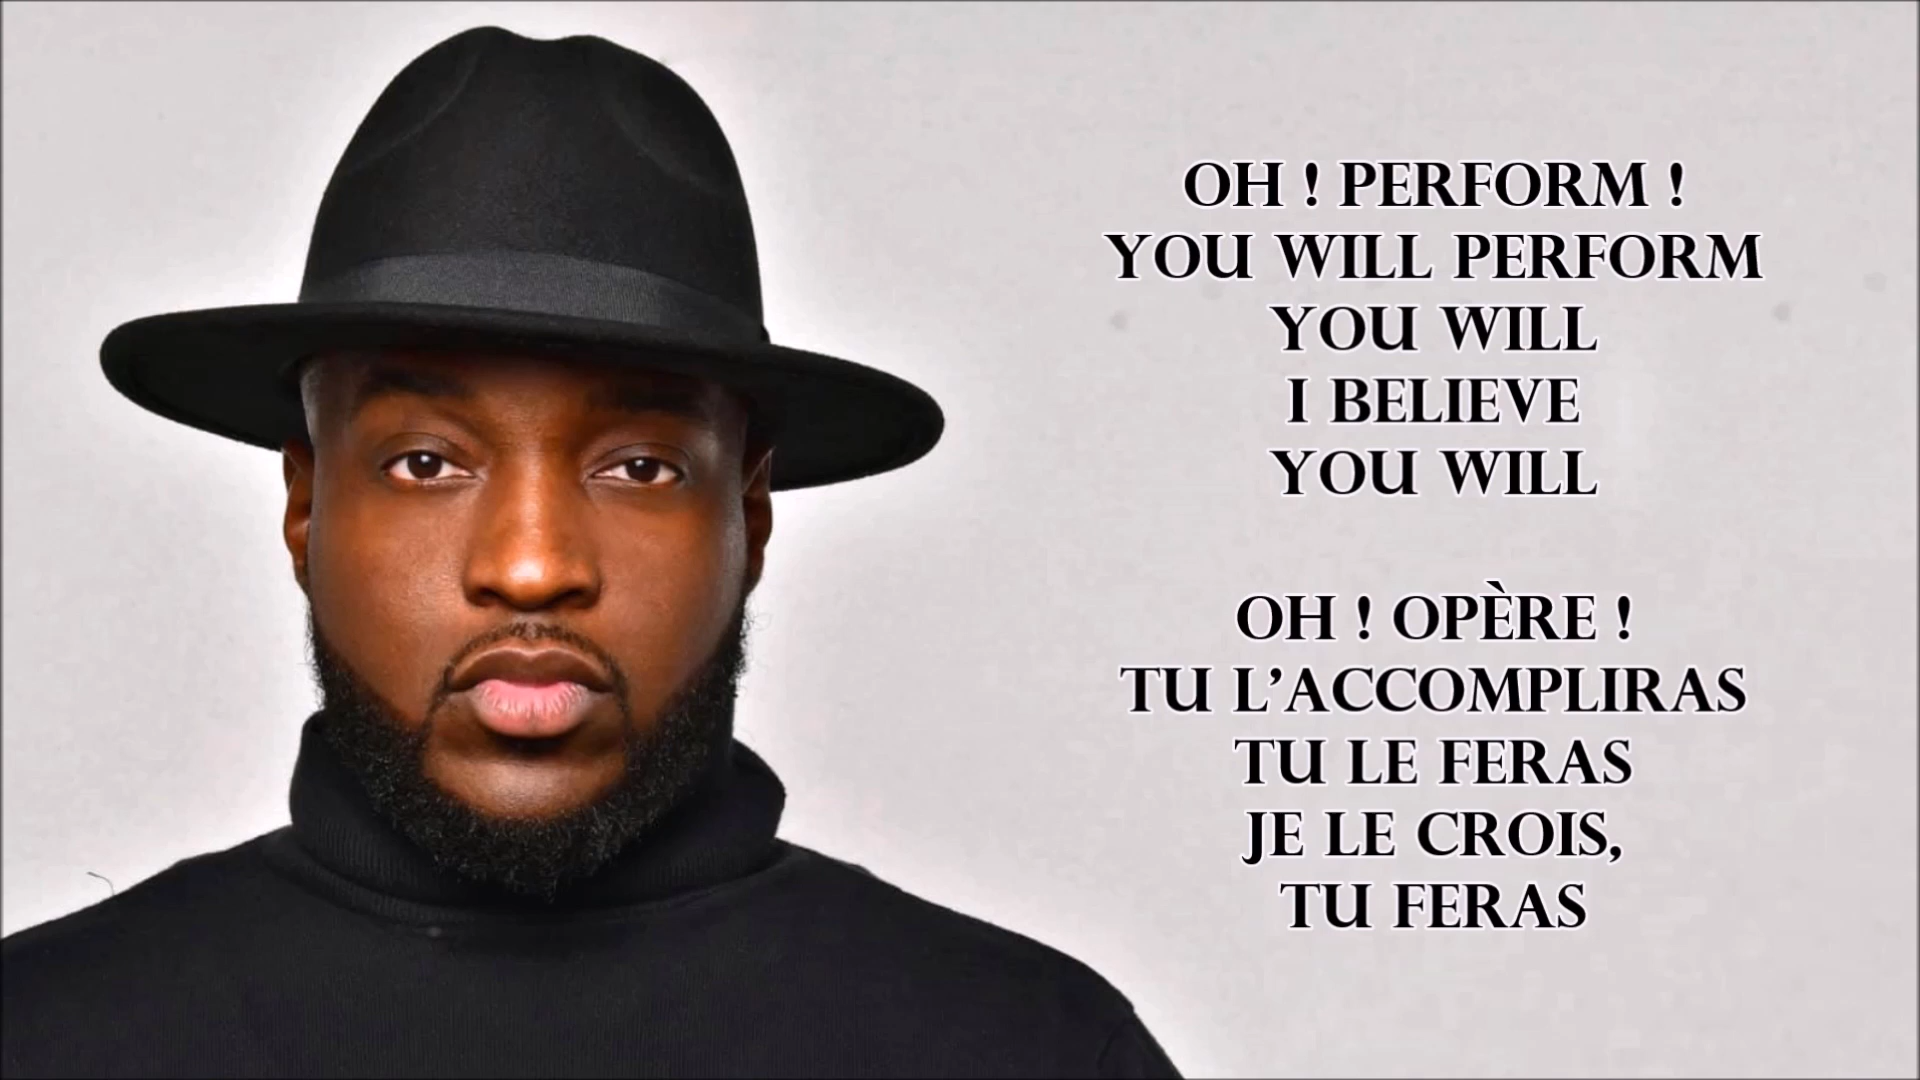 OH ! PERFORM !
YOU WILL PERFORM
YOU WILL
I BELIEVE
YOU WILL
OH ! OPÈRE !
TU L’ACCOMPLIRAS
TU LE FERAS
JE LE CROIS,
TU FERAS